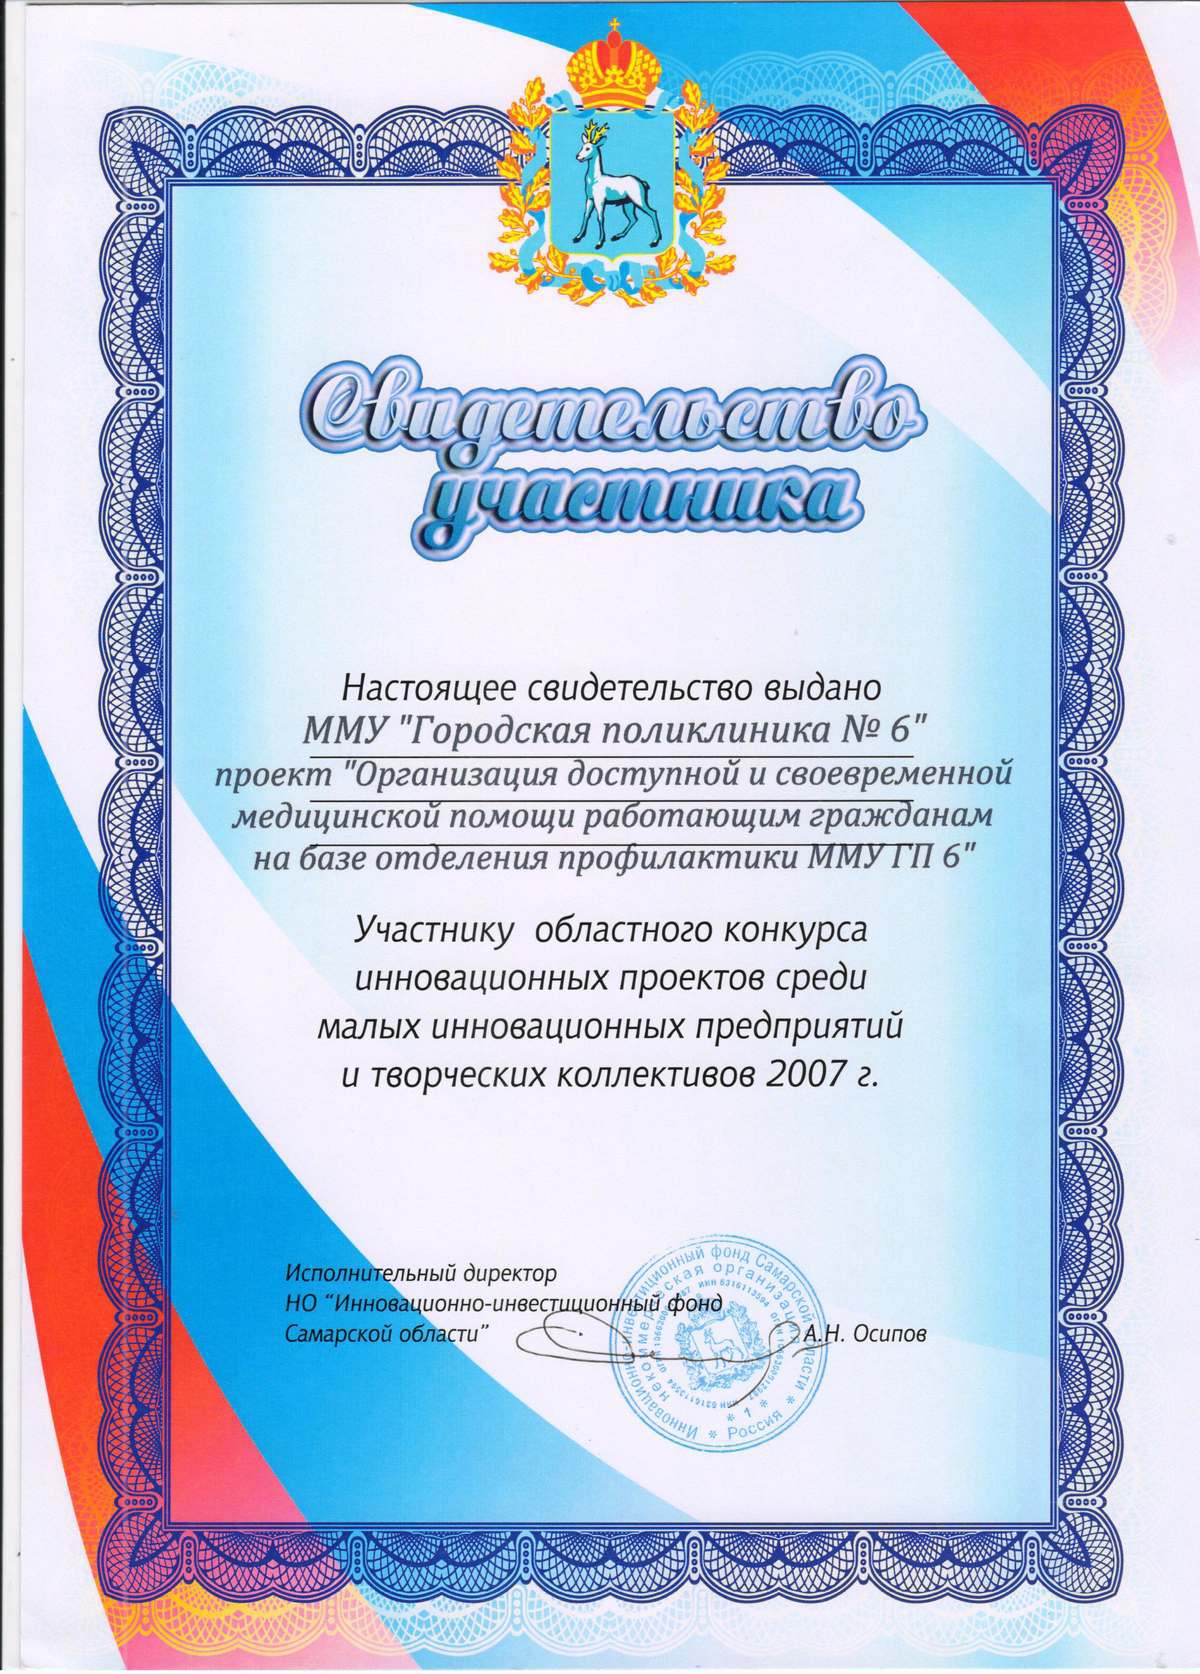 Свидетельство
участника
Настоящее свидетельство выдано
ММУ "Городская поликлиника № 6"
проект "Организация доступной и своевременной
медицинской помощи работающим гражданам
на базе отделения профилактики ММУ ГП 6"
Участнику областного конкурса
инновационных проектов среди
малых инновационных предприятий
и творческих коллективов 2007 г.
Исполнительный директор
НО “Инновационно-инвестиционный фонд
Самарской области”
А.Н. Осипов
Инновационно-инвестиционный фонд Самарской области
некоммерческая организация
* 1 *
* Россия *